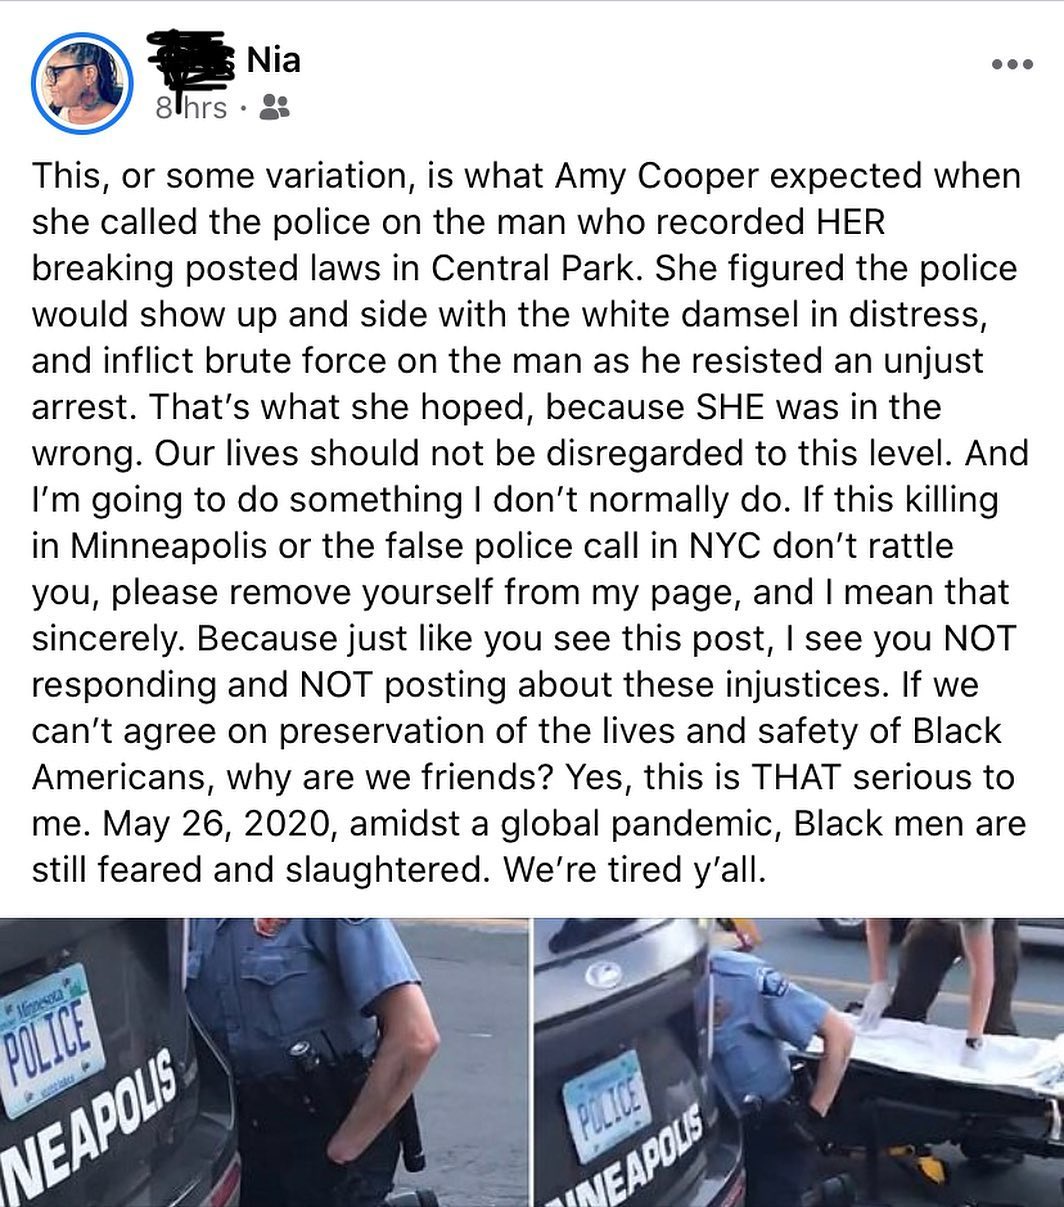 Nia
8 hrs ·
This, or some variation, is what Amy Cooper expected when
she called the police on the man who recorded HER
breaking posted laws in Central Park. She figured the police
would show up and side with the white damsel in distress,
and inflict brute force on the man as he resisted an unjust
arrest. That’s what she hoped, because SHE was in the
wrong. Our lives should not be disregarded to this level. And
I’m going to do something I don’t normally do. If this killing
in Minneapolis or the false police call in NYC don’t rattle
you, please remove yourself from my page, and I mean that
sincerely. Because just like you see this post, I see you NOT
responding and NOT posting about these injustices. If we
can’t agree on preservation of the lives and safety of Black
Americans, why are we friends? Yes, this is THAT serious to
me. May 26, 2020, amidst a global pandemic, Black men are
still feared and slaughtered. We’re tired y’all.
Minnesota
POLICE
NEAPOLIS
POLICE
NNEAPOLIS